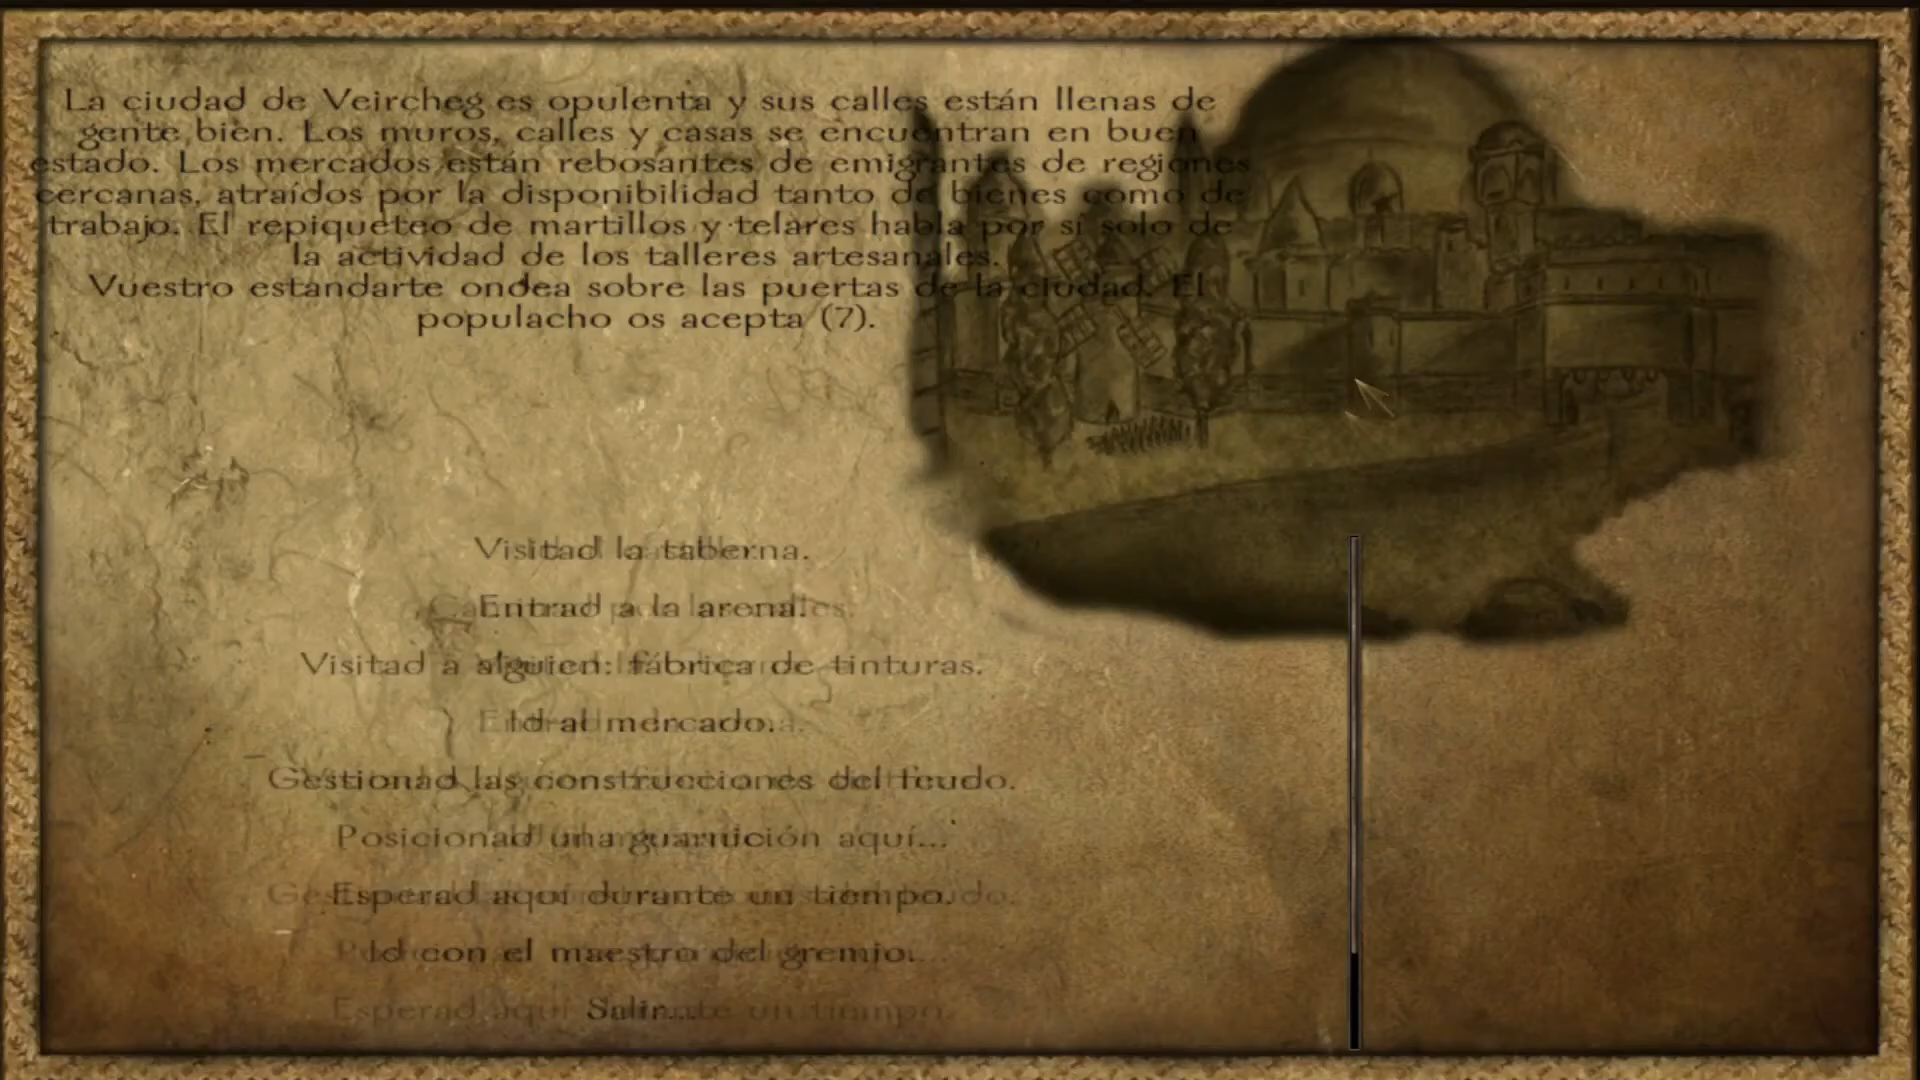 La ciudad de Veircheg es opulenta y sus calles están llenas de
gente bien. Los muros, calles y casas se encuentran en buen
estado. Los mercados están rebosantes de emigrantes de regiones
cercanas, atraídos por la disponibilidad tanto de bienes como de
trabajo. El repiqueteo de martillos y telares habla por sí solo de
la actividad de los talleres artesanales.
Vuestro estandarte ondea sobre las puertas de la ciudad. El
populacho os acepta (7).
Visitad la taberna.
Entrad a la arena.
Visitad a alguien: fábrica de tinturas.
Id al mercado.
Gestionad las construcciones del feudo.
Posicionad una guarnición aquí...
Esperad aquí durante un tiempo.
Id con el maestro del gremio.
Salir...